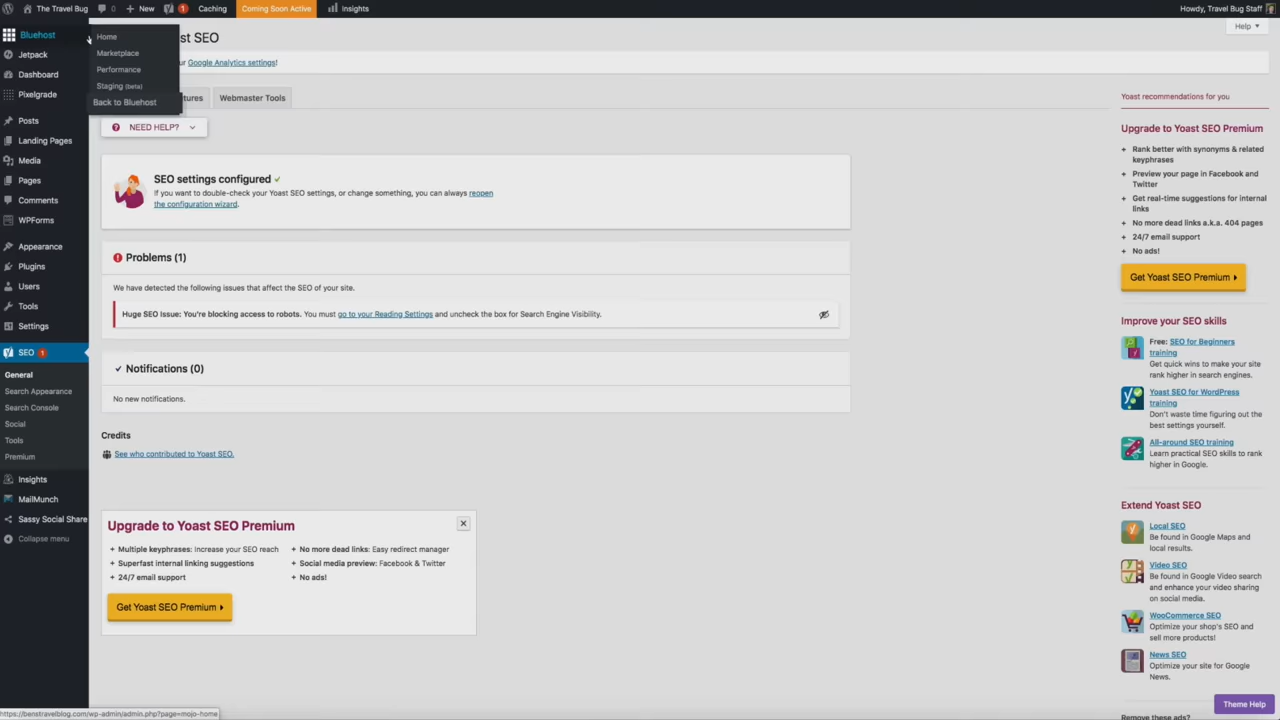 The Travel Bug 0 New 1 Caching Coming Soon Active Insights Howdy, Travel Bug Staff
Bluehost
Jetpack
Dashboard
Pixelgrade
Posts
Landing Pages
Media
Pages
Comments
WPForms
Appearance
Plugins
Users
Tools
Settings
SEO 1
General
Search Appearance
Search Console
Social
Tools
Premium
Insights
MailMunch
Sassy Social Share
Collapse menu
Home
Marketplace
Performance
Staging (beta)
Back to Bluehost
st SEO
Help
ur Google Analytics settings!
tures Webmaster Tools
NEED HELP?
SEO settings configured ✓
If you want to double-check your Yoast SEO settings, or change something, you can always reopen
the configuration wizard.
Problems (1)
We have detected the following issues that affect the SEO of your site.
Huge SEO Issue: You're blocking access to robots. You must go to your Reading Settings and uncheck the box for Search Engine Visibility.
✓ Notifications (0)
No new notifications.
Credits
See who contributed to Yoast SEO.
Upgrade to Yoast SEO Premium
+ Multiple keyphrases: Increase your SEO reach
+ No more dead links: Easy redirect manager
+ Superfast internal linking suggestions
+ Social media preview: Facebook & Twitter
+ 24/7 email support
+ No ads!
Get Yoast SEO Premium
Yoast recommendations for you
Upgrade to Yoast SEO Premium
+ Rank better with synonyms & related
keyphrases
+ Preview your page in Facebook and
Twitter
+ Get real-time suggestions for internal
links
+ No more dead links a.k.a. 404 pages
+ 24/7 email support
+ No ads!
Get Yoast SEO Premium
Improve your SEO skills
Free: SEO for Beginners
training
Get quick wins to make your site
rank higher in search engines.
Yoast SEO for WordPress
training
Don't waste time figuring out the
best settings yourself.
All-around SEO training
Learn practical SEO skills to rank
higher in Google.
Extend Yoast SEO
Local SEO
Be found in Google Maps and
local results.
Video SEO
Be found in Google Video search
and enhance your video sharing
on social media.
WooCommerce SEO
Optimize your shop's SEO and
sell more products!
News SEO
Optimize your site for Google
News.
Remove these ads?
Theme Help
https://benstravelblog.com/wp-admin/admin.php?page=mojo-home